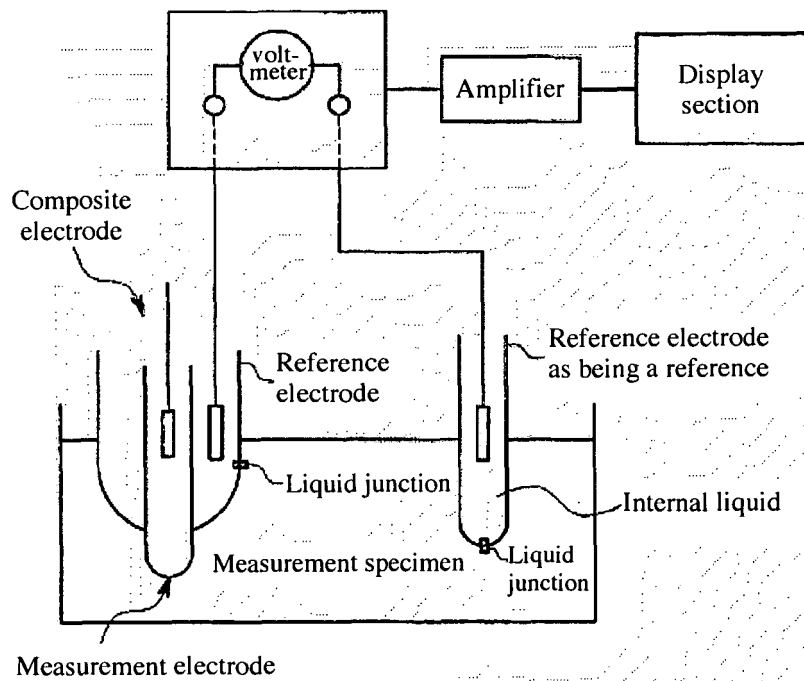 volt-
meter
Amplifier
Display
section
Composite
electrode
Reference
electrode
Reference electrode
as being a reference
Liquid junction
Internal liquid
Measurement specimen
Liquid
junction
Measurement electrode